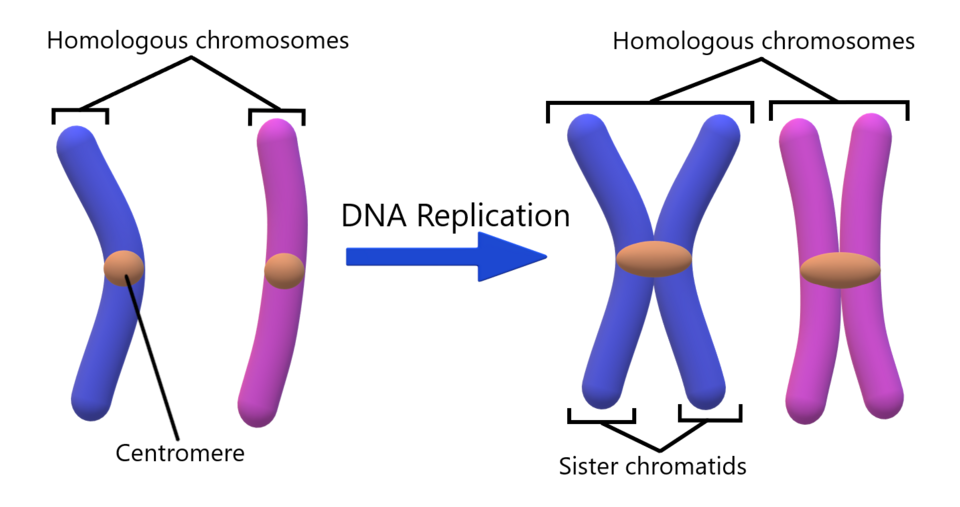 Homologous chromosomes
Homologous chromosomes
DNA Replication
Centromere
Sister chromatids